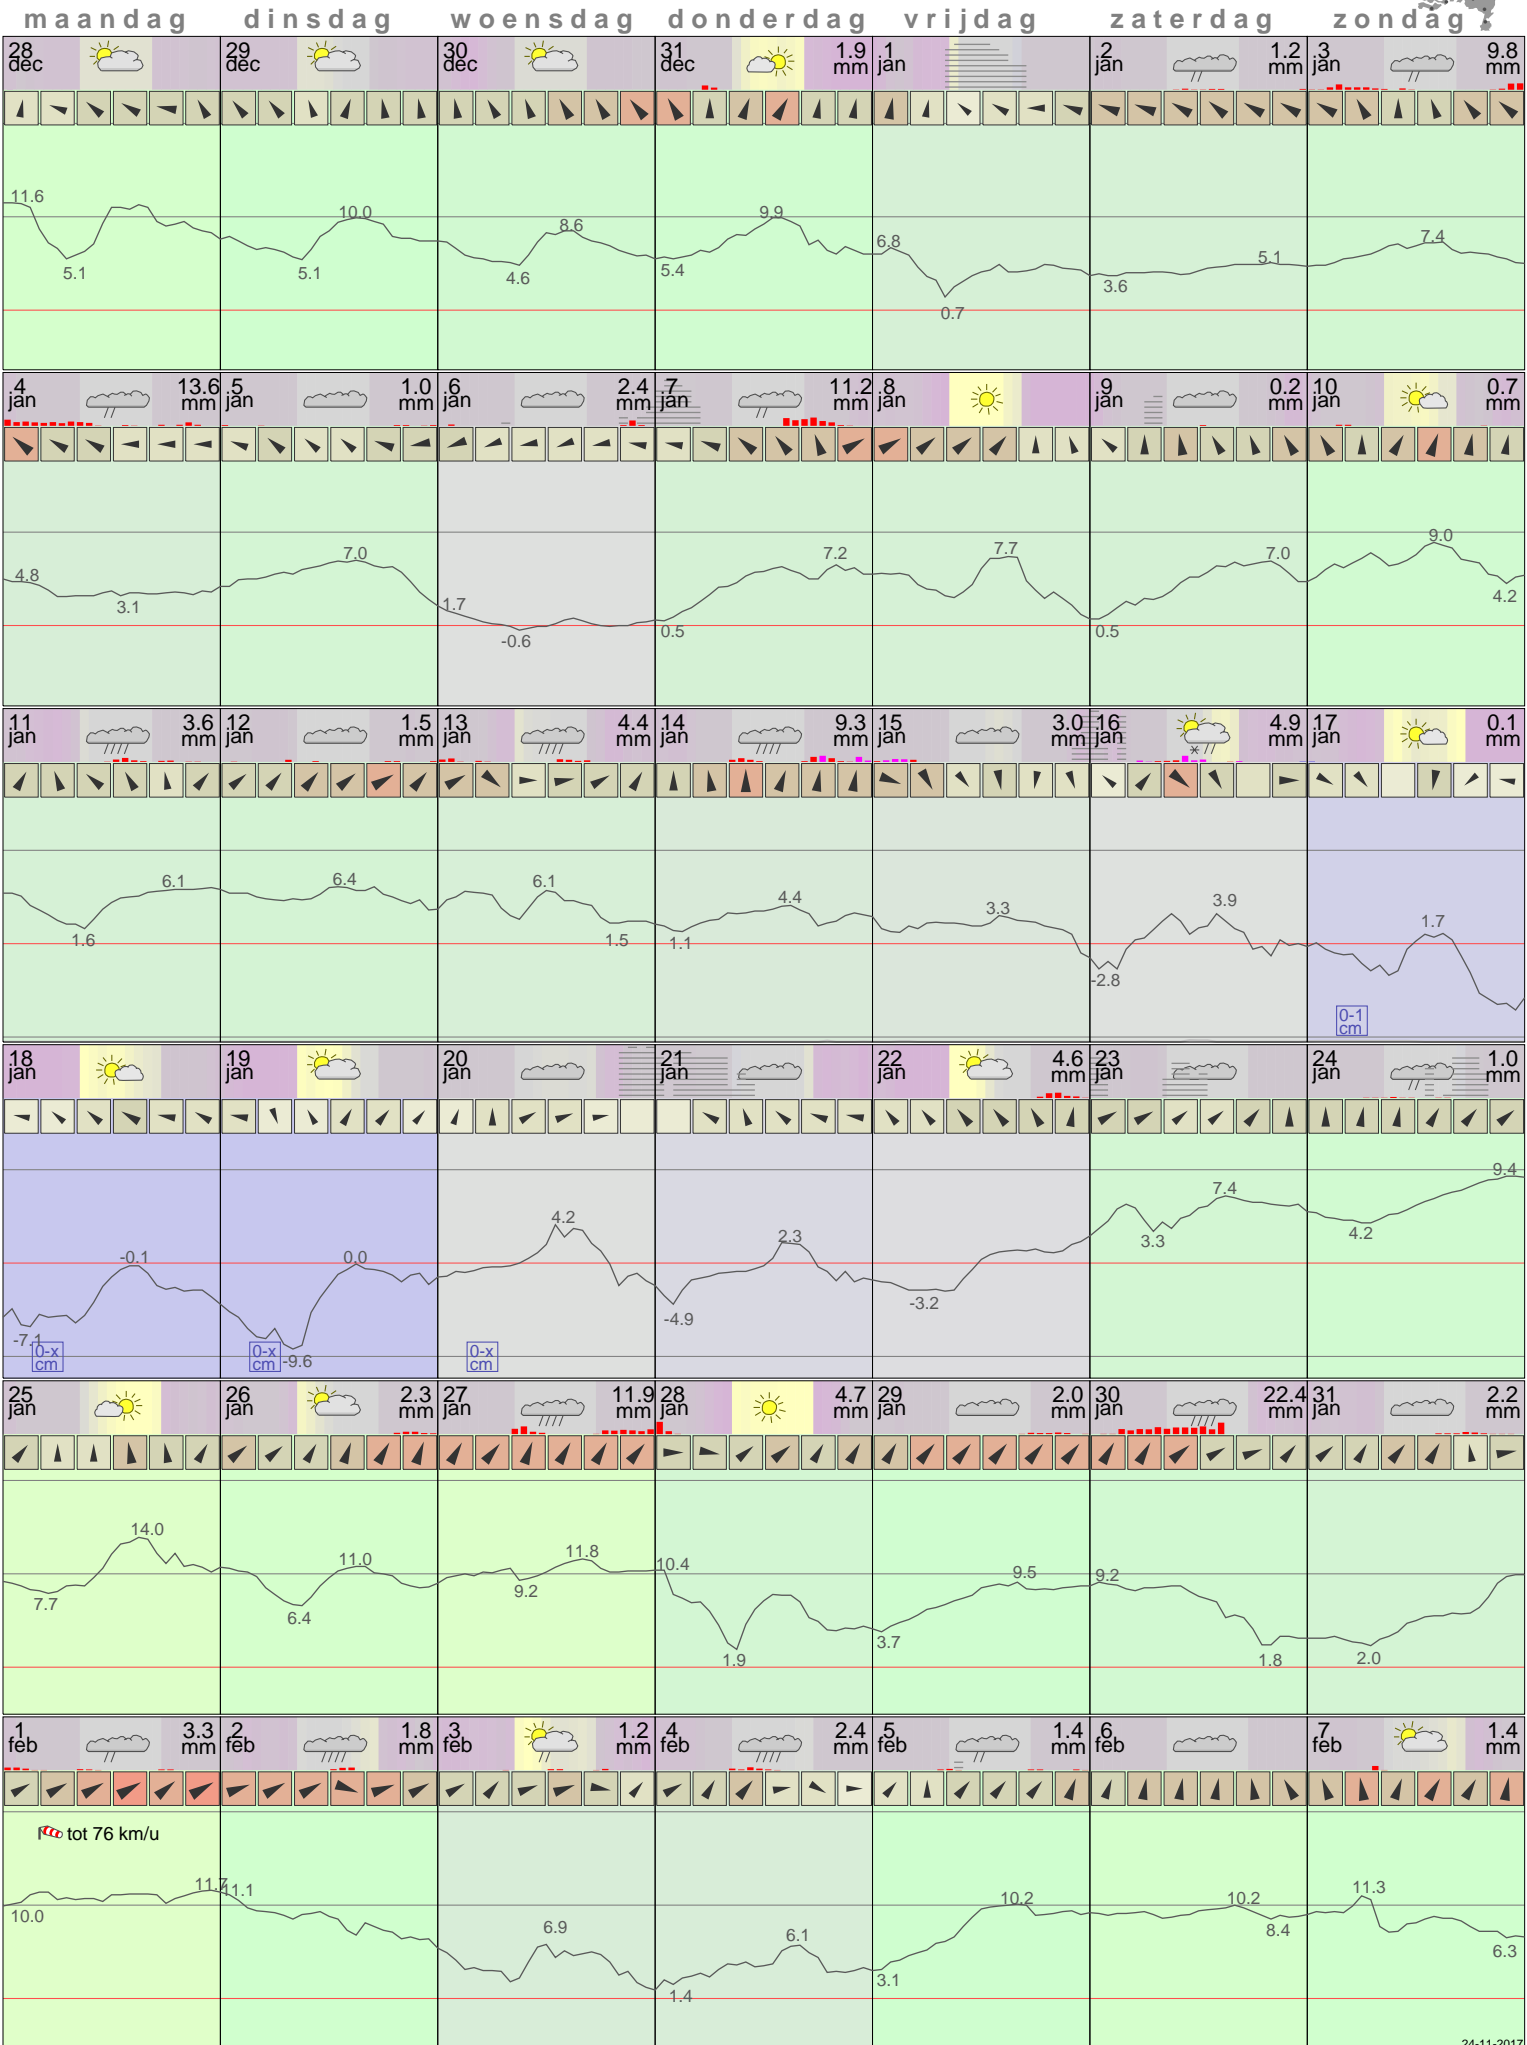 maandag dinsdag woensdag donderdag vrijdag zaterdag zondag
28 dec 29 dec 30 dec 31 dec 1.9 mm 1 jan 2 jan 1.2 mm 3 jan 9.8 mm
11.6 5.1 5.1 10.0 4.6 8.6 5.4 9.9 6.8 0.7 3.6 5.1 7.4
4 jan 13.6 mm 5 jan 1.0 mm 6 jan 2.4 mm 7 jan 11.2 mm 8 jan 9 jan 0.2 mm 10 jan 0.7 mm
4.8 3.1 7.0 1.7 -0.6 0.5 7.2 7.7 0.5 7.0 9.0 4.2
11 jan 3.6 mm 12 jan 1.5 mm 13 jan 4.4 mm 14 jan 9.3 mm 15 jan 3.0 mm 16 jan 4.9 mm 17 jan 0.1 mm
1.6 6.1 6.4 6.1 1.5 1.1 4.4 3.3 -2.8 3.9 1.7
0-1 cm
18 jan 19 jan 20 jan 21 jan 22 jan 4.6 mm 23 jan 24 jan 1.0 mm
-7.1 -0.1 -9.6 0.0 4.2 -4.9 2.3 -3.2 3.3 7.4 4.2 9.4
0-x cm 0-x cm 0-x cm
25 jan 26 jan 2.3 mm 27 jan 11.9 mm 28 jan 4.7 mm 29 jan 2.0 mm 30 jan 22.4 mm 31 jan 2.2 mm
7.7 14.0 6.4 11.0 9.2 11.8 10.4 1.9 3.7 9.5 9.2 1.8 2.0
1 feb 3.3 mm 2 feb 1.8 mm 3 feb 1.2 mm 4 feb 2.4 mm 5 feb 1.4 mm 6 feb 7 feb 1.4 mm
tot 76 km/u
10.0 11.7 11.1 6.9 1.4 6.1 3.1 10.2 10.2 8.4 11.3 6.3
24-11-2017